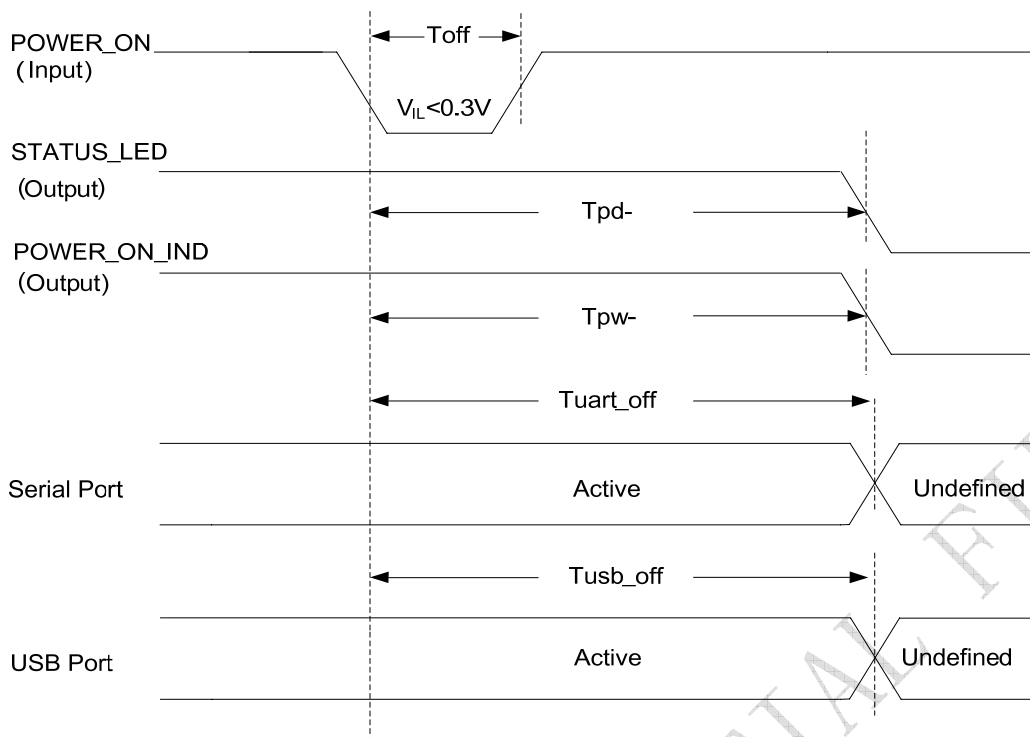 POWER_ON
(Input)
Toff
V_IL<0.3V
STATUS_LED
(Output)
Tpd-
POWER_ON_IND
(Output)
Tpw-
Tuart_off
Serial Port
Active
Undefined
Tusb_off
USB Port
Active
Undefined